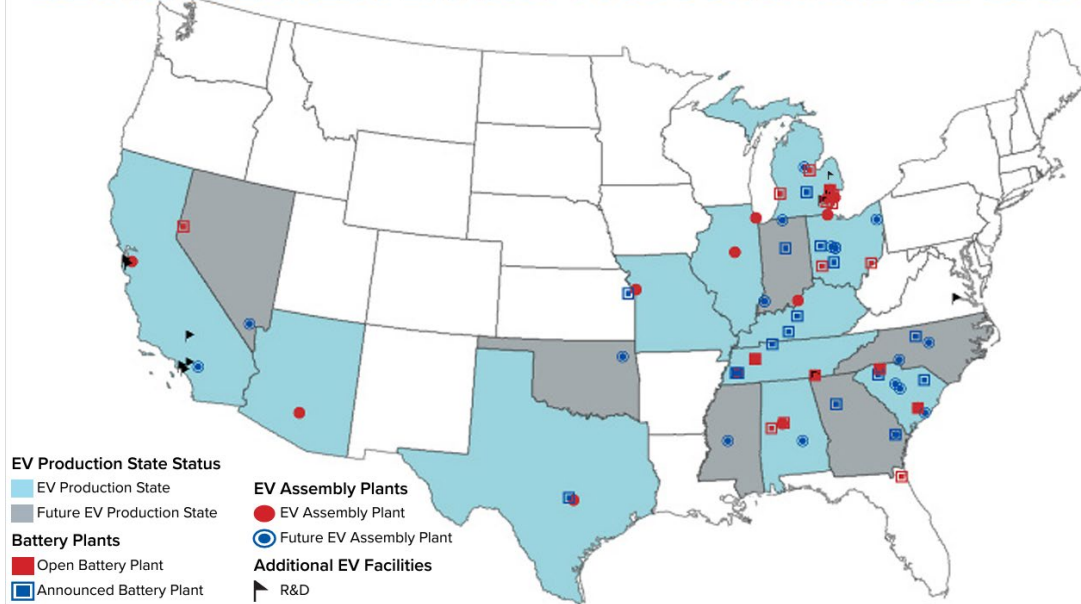 EV Production State Status
EV Production State
Future EV Production State
Battery Plants
Open Battery Plant
Announced Battery Plant
EV Assembly Plants
EV Assembly Plant
Future EV Assembly Plant
Additional EV Facilities
R&D